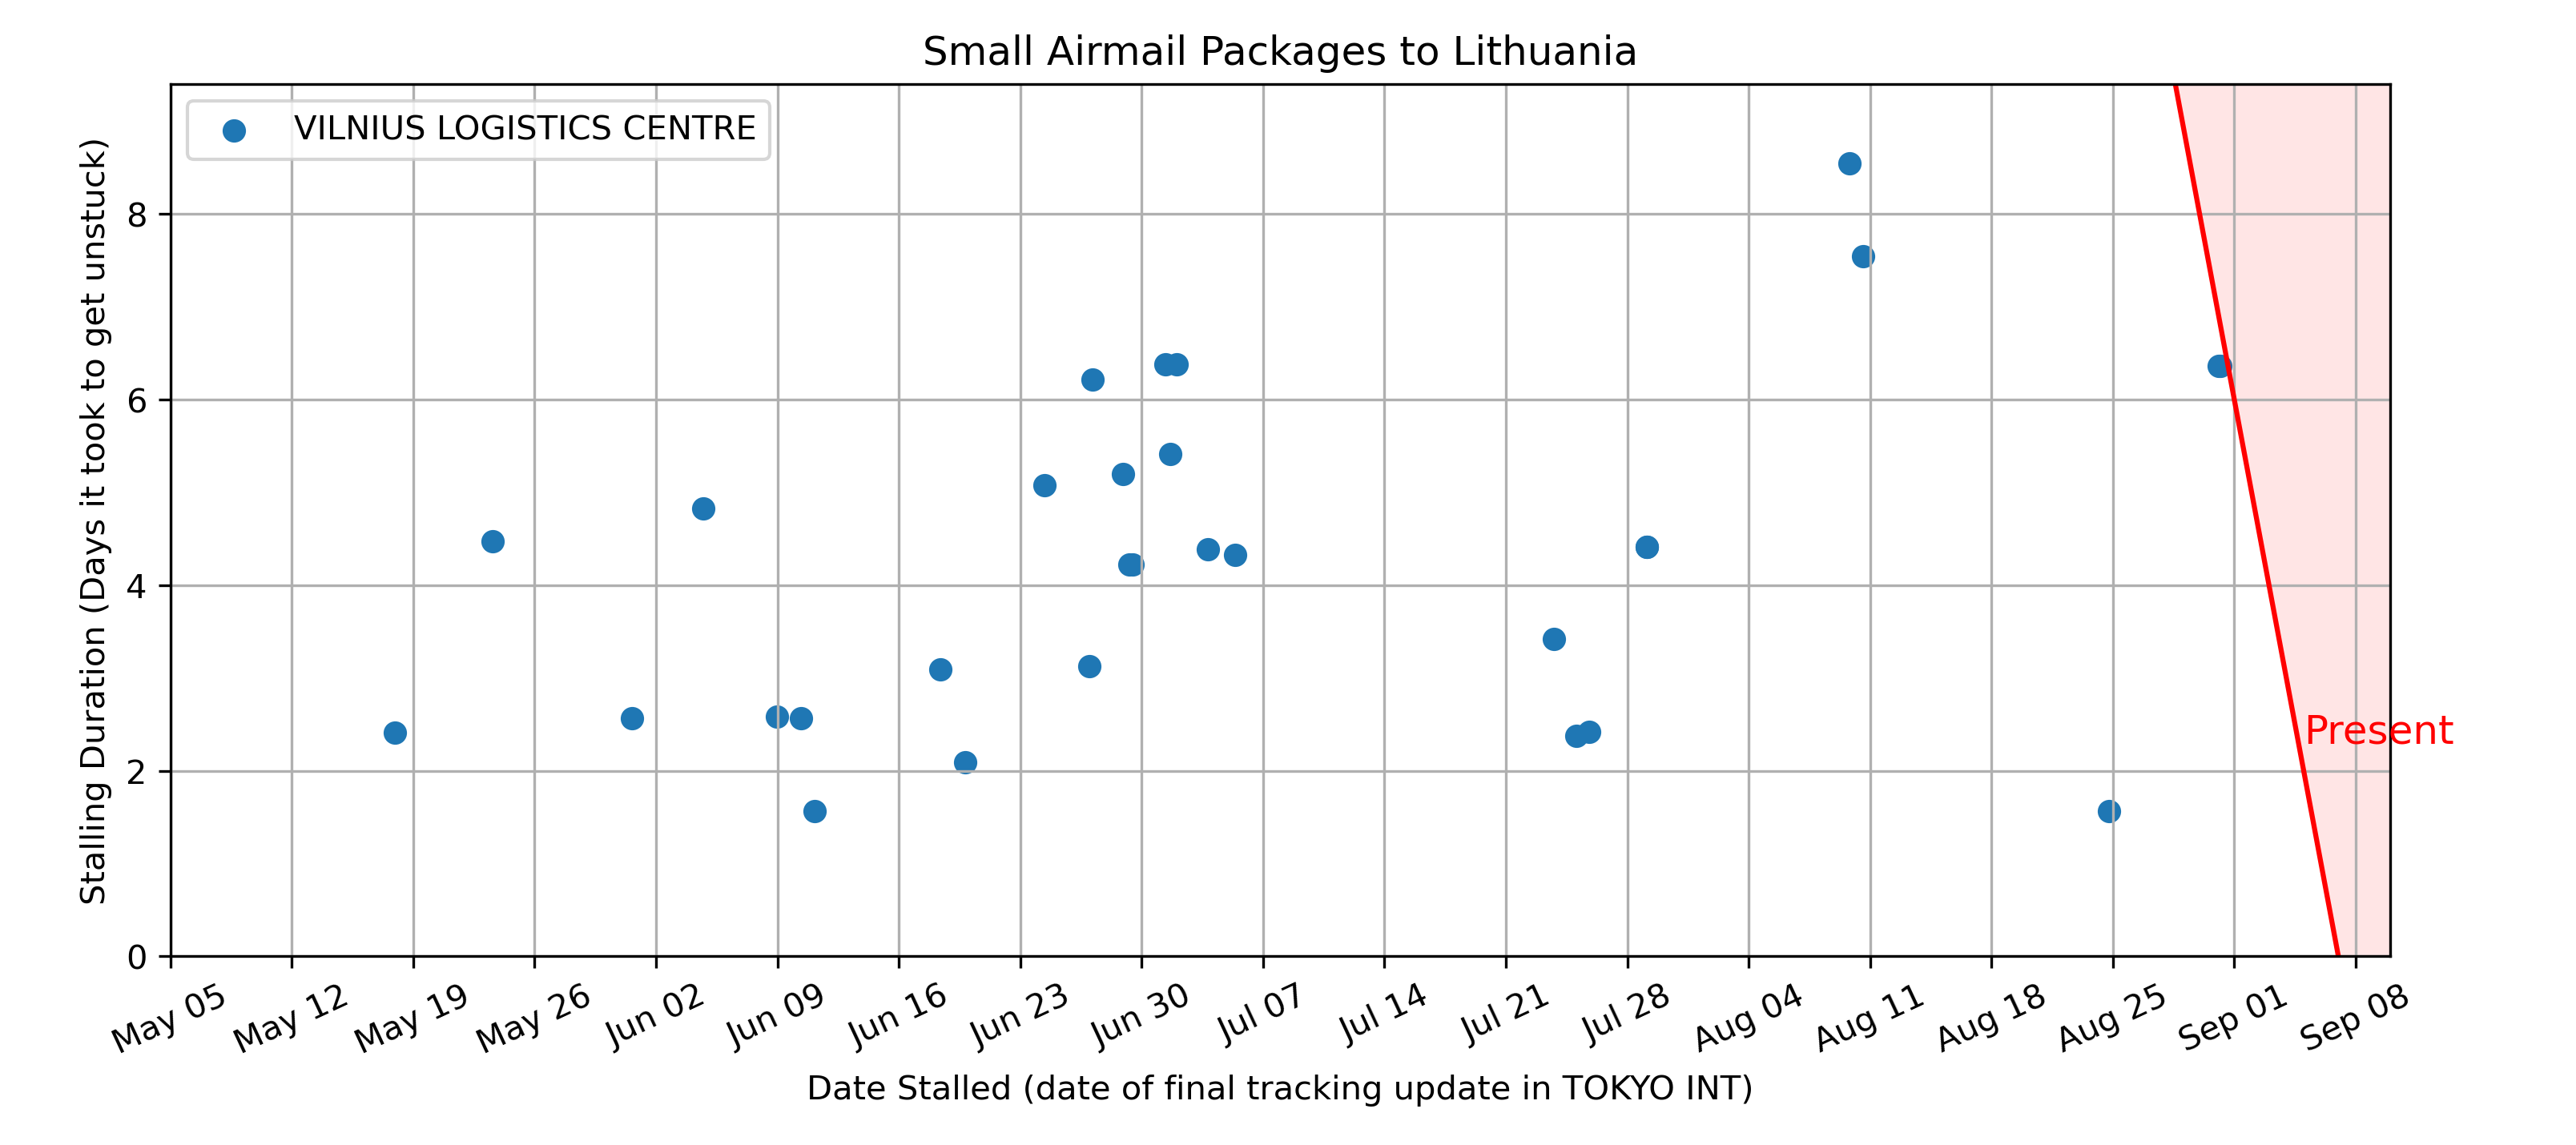 Small Airmail Packages to Lithuania
VILNIUS LOGISTICS CENTRE
Stalling Duration (Days it took to get unstuck)
8
6
4
2
0
Present
May 05
May 12
May 19
May 26
Jun 02
Jun 09
Jun 16
Jun 23
Jun 30
Jul 07
Jul 14
Jul 21
Jul 28
Aug 04
Aug 11
Aug 18
Aug 25
Sep 01
Sep 08
Date Stalled (date of final tracking update in TOKYO INT)